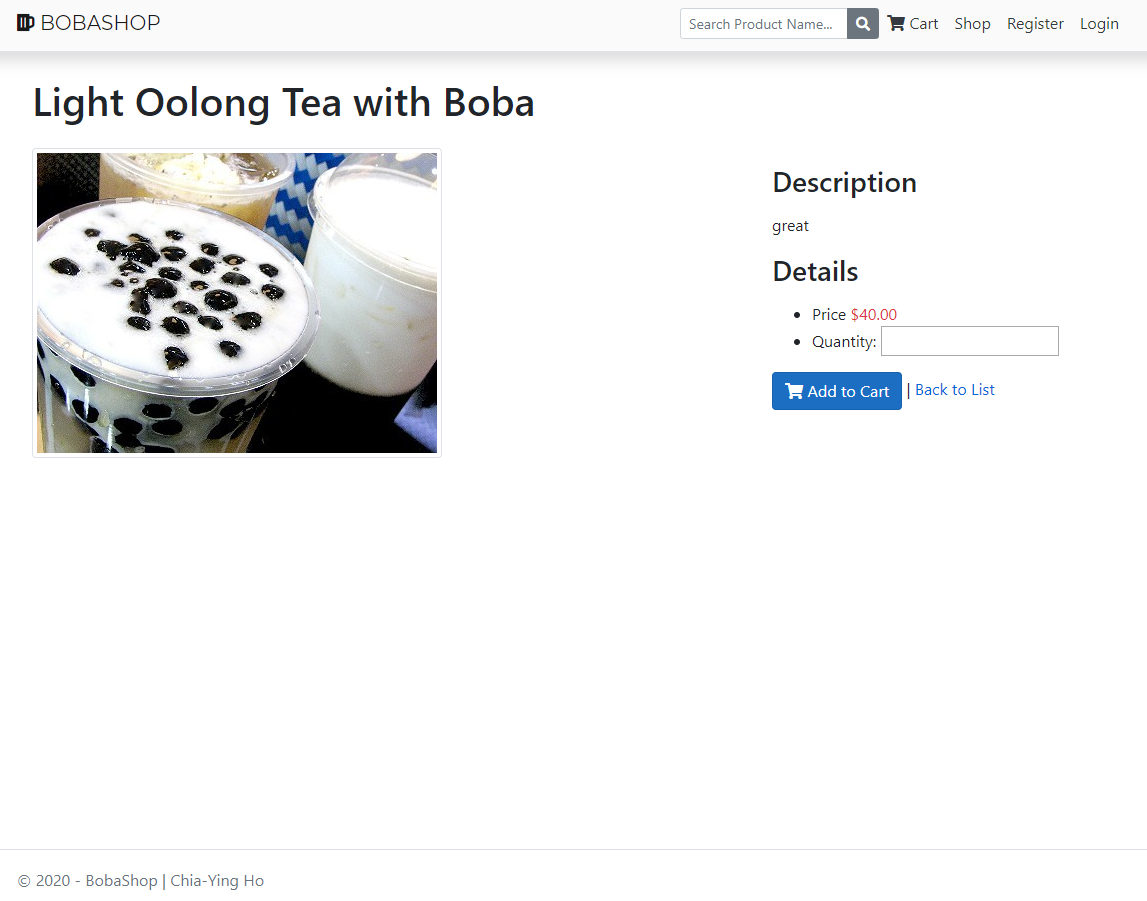 BOBASHOP
Search Product Name... Cart Shop Register Login
Light Oolong Tea with Boba
Description
great
Details
Price $40.00
Quantity:
Add to Cart | Back to List
© 2020 - BobaShop | Chia-Ying Ho